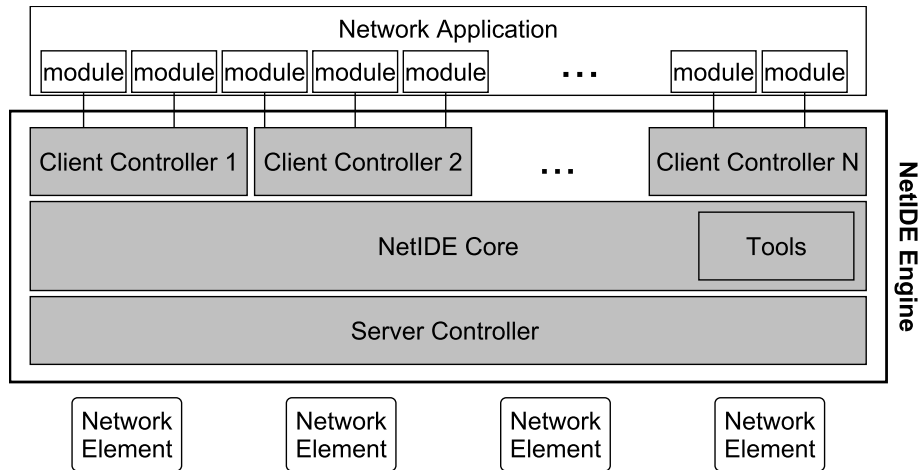 Network Application
module module module module module ... module module
Client Controller 1 Client Controller 2 ... Client Controller N
NetIDE Core Tools
Server Controller
NetIDE Engine
Network Element Network Element Network Element Network Element